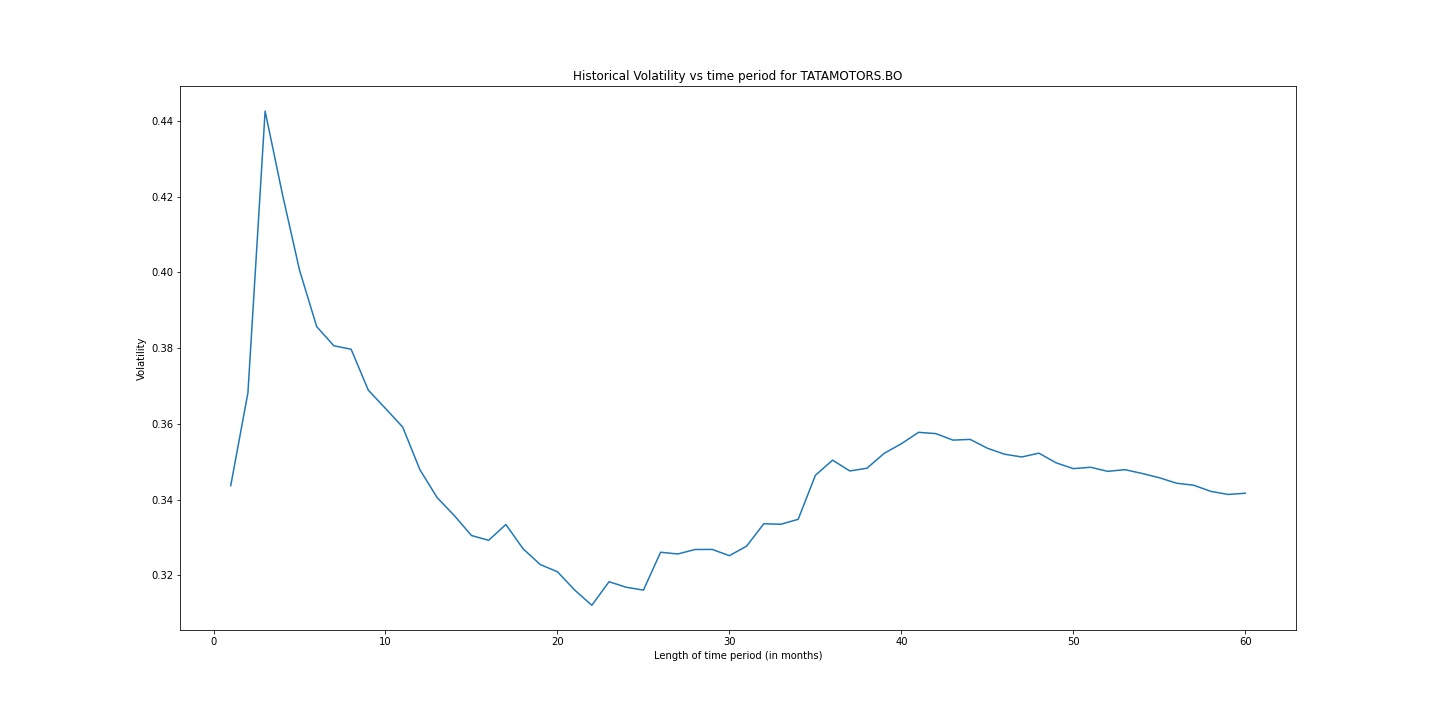 Historical Volatility vs time period for TATAMOTORS.BO
Volatility
0.44
0.42
0.40
0.38
0.36
0.34
0.32
0 10 20 30 40 50 60
Length of time period (in months)